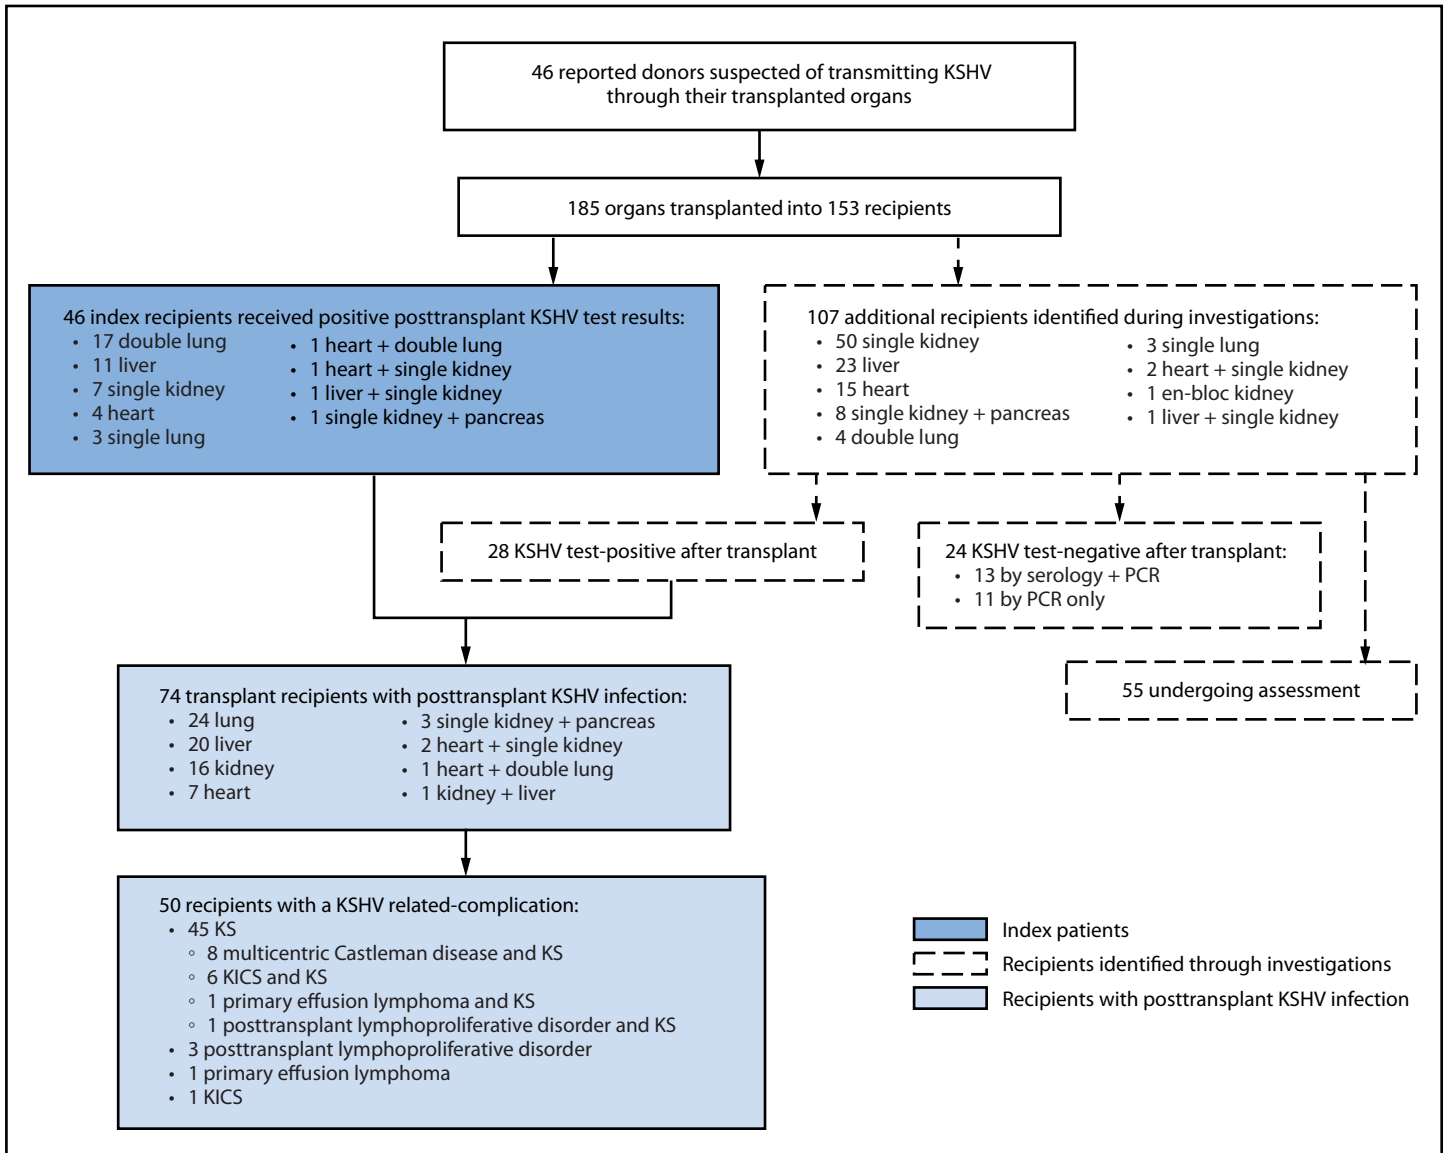 46 reported donors suspected of transmitting KSHV
through their transplanted organs
185 organs transplanted into 153 recipients
46 index recipients received positive posttransplant KSHV test results:
• 17 double lung
• 11 liver
• 7 single kidney
• 4 heart
• 3 single lung
• 1 heart + double lung
• 1 heart + single kidney
• 1 liver + single kidney
• 1 single kidney + pancreas
107 additional recipients identified during investigations:
• 50 single kidney
• 23 liver
• 15 heart
• 8 single kidney + pancreas
• 4 double lung
• 3 single lung
• 2 heart + single kidney
• 1 en-bloc kidney
• 1 liver + single kidney
28 KSHV test-positive after transplant
24 KSHV test-negative after transplant:
• 13 by serology + PCR
• 11 by PCR only
55 undergoing assessment
74 transplant recipients with posttransplant KSHV infection:
• 24 lung
• 20 liver
• 16 kidney
• 7 heart
• 3 single kidney + pancreas
• 2 heart + single kidney
• 1 heart + double lung
• 1 kidney + liver
50 recipients with a KSHV related-complication:
• 45 KS
◦ 8 multicentric Castleman disease and KS
◦ 6 KICS and KS
◦ 1 primary effusion lymphoma and KS
◦ 1 posttransplant lymphoproliferative disorder and KS
• 3 posttransplant lymphoproliferative disorder
• 1 primary effusion lymphoma
• 1 KICS
Index patients
Recipients identified through investigations
Recipients with posttransplant KSHV infection